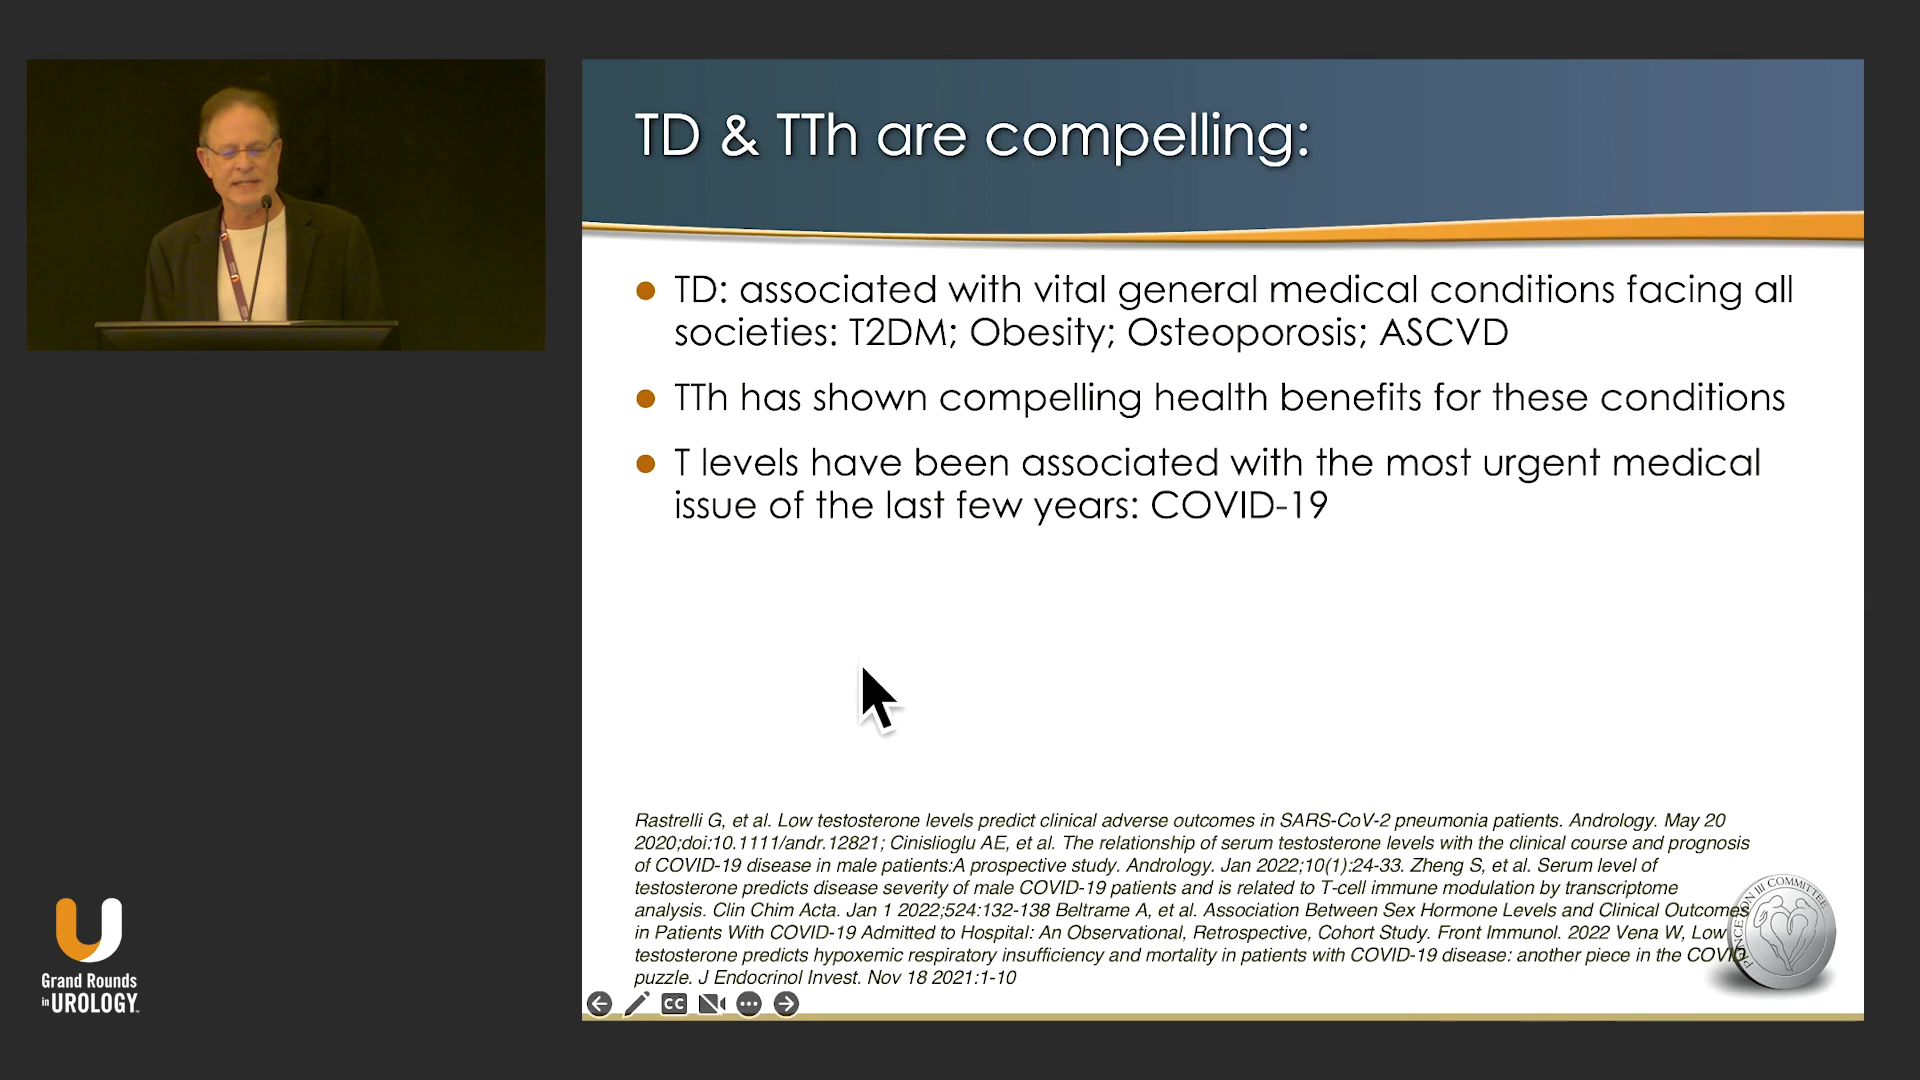 TD & TTh are compelling:
TD: associated with vital general medical conditions facing all
societies: T2DM; Obesity; Osteoporosis; ASCVD
TTh has shown compelling health benefits for these conditions
T levels have been associated with the most urgent medical
issue of the last few years: COVID-19
Rastrelli G, et al. Low testosterone levels predict clinical adverse outcomes in SARS-CoV-2 pneumonia patients. Andrology. May 20
2020;doi:10.1111/andr.12821; Cinislioglu AE, et al. The relationship of serum testosterone levels with the clinical course and prognosis
of COVID-19 disease in male patients:A prospective study. Andrology. Jan 2022;10(1):24-33. Zheng S, et al. Serum level of
testosterone predicts disease severity of male COVID-19 patients and is related to T-cell immune modulation by transcriptome
analysis. Clin Chim Acta. Jan 1 2022;524:132-138 Beltrame A, et al. Association Between Sex Hormone Levels and Clinical Outcomes
in Patients With COVID-19 Admitted to Hospital: An Observational, Retrospective, Cohort Study. Front Immunol. 2022 Vena W, Low
testosterone predicts hypoxemic respiratory insufficiency and mortality in patients with COVID-19 disease: another piece in the COVID
puzzle. J Endocrinol Invest. Nov 18 2021:1-10
III COMMITTEE
CC
Grand Rounds
in UROLOGY